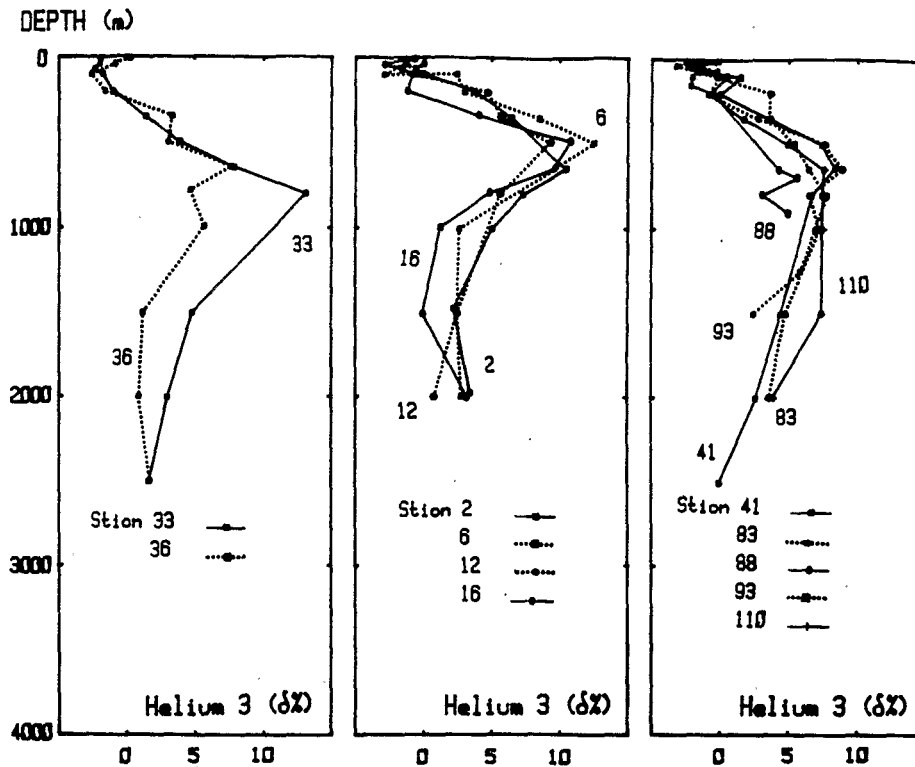 DEPTH (m)
0
1000
2000
3000
4000
33
36
Stion 33
36
Helium 3 (δ%)
0 5 10
6
16
2
12
Stion 2
6
12
16
Helium 3 (δ%)
0 5 10
88
110
93
83
41
Stion 41
83
88
93
110
Helium 3 (δ%)
0 5 10